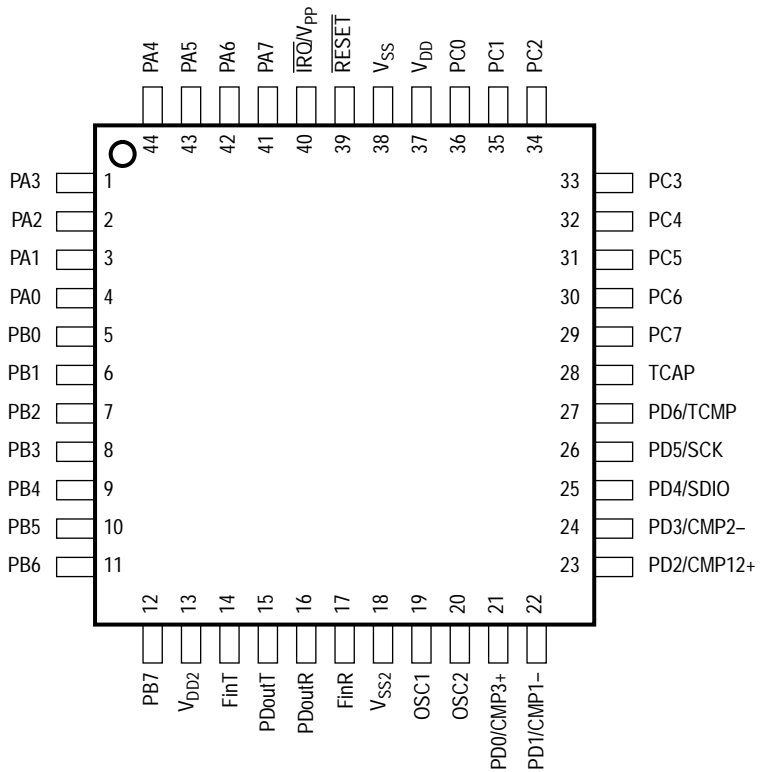 PA4 PA5 PA6 PA7 IRQ/VPP RESET VSS VDD PC0 PC1 PC2
44 43 42 41 40 39 38 37 36 35 34
PA3 1 33 PC3
PA2 2 32 PC4
PA1 3 31 PC5
PA0 4 30 PC6
PB0 5 29 PC7
PB1 6 28 TCAP
PB2 7 27 PD6/TCMP
PB3 8 26 PD5/SCK
PB4 9 25 PD4/SDIO
PB5 10 24 PD3/CMP2–
PB6 11 23 PD2/CMP12+
12 13 14 15 16 17 18 19 20 21 22
PB7 VDD2 FinT PDoutT PDoutR FinR VSS2 OSC1 OSC2 PD0/CMP3+ PD1/CMP1–